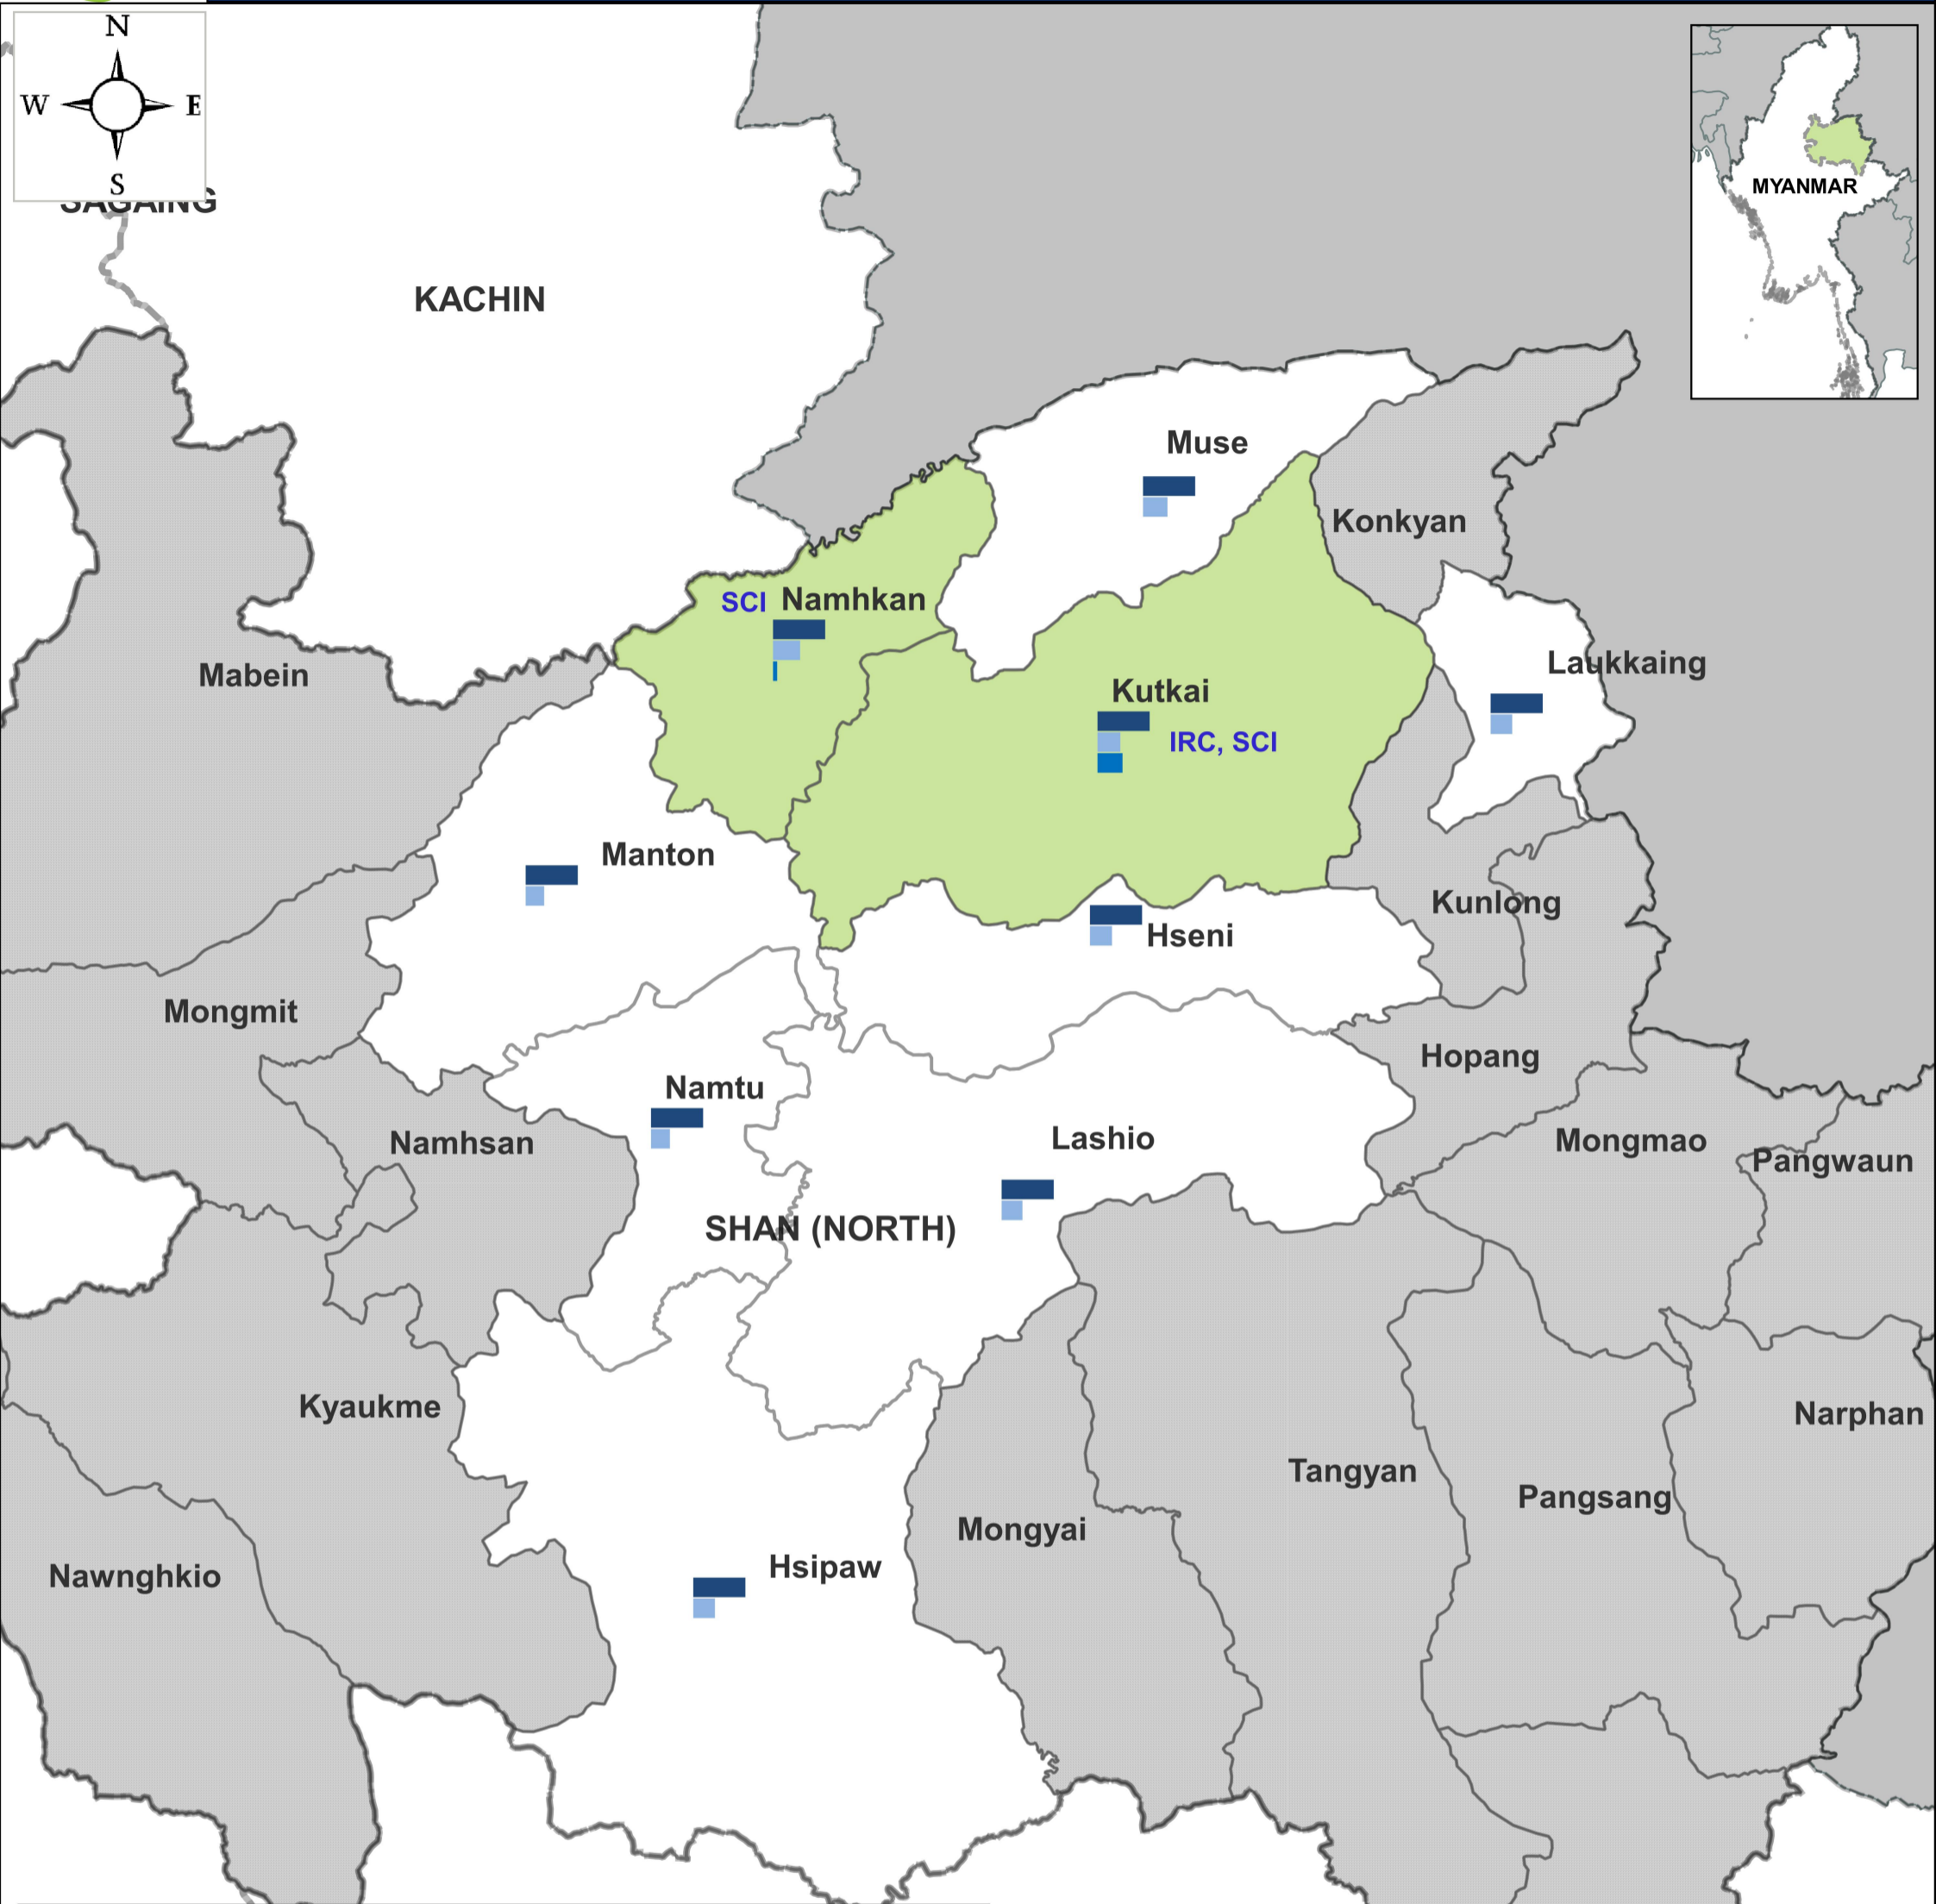 N
W E
S
SAGAING
MYANMAR
KACHIN
Muse
Konkyan
SCI Namhkan
Laukkaing
Mabein
Kutkai
IRC, SCI
Manton
Kunlong
Hseni
Mongmit
Hopang
Namtu
Lashio
Namhsan
Mongmao
Pangwaun
SHAN (NORTH)
Kyaukme
Narphan
Tangyan
Pangsang
Mongyai
Hsipaw
Nawnghkio